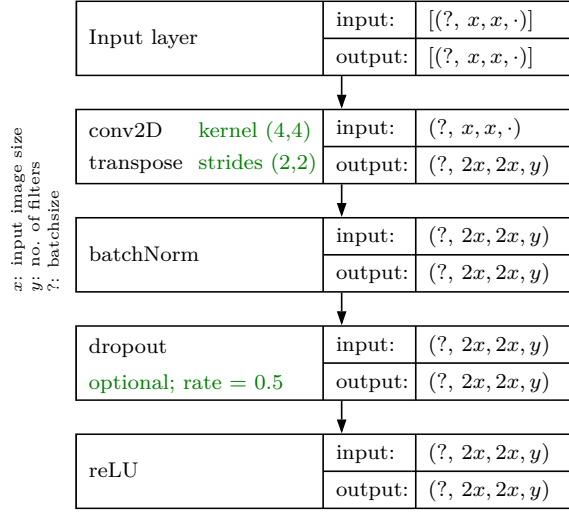 Input layer
input: [(?, x, x, ·)]
output: [(?, x, x, ·)]
conv2D kernel (4,4)
transpose strides (2,2)
input: (?, x, x, ·)
output: (?, 2x, 2x, y)
batchNorm
input: (?, 2x, 2x, y)
output: (?, 2x, 2x, y)
dropout
optional; rate = 0.5
input: (?, 2x, 2x, y)
output: (?, 2x, 2x, y)
reLU
input: (?, 2x, 2x, y)
output: (?, 2x, 2x, y)
x: input image size
y: no. of filters
?: batchsize